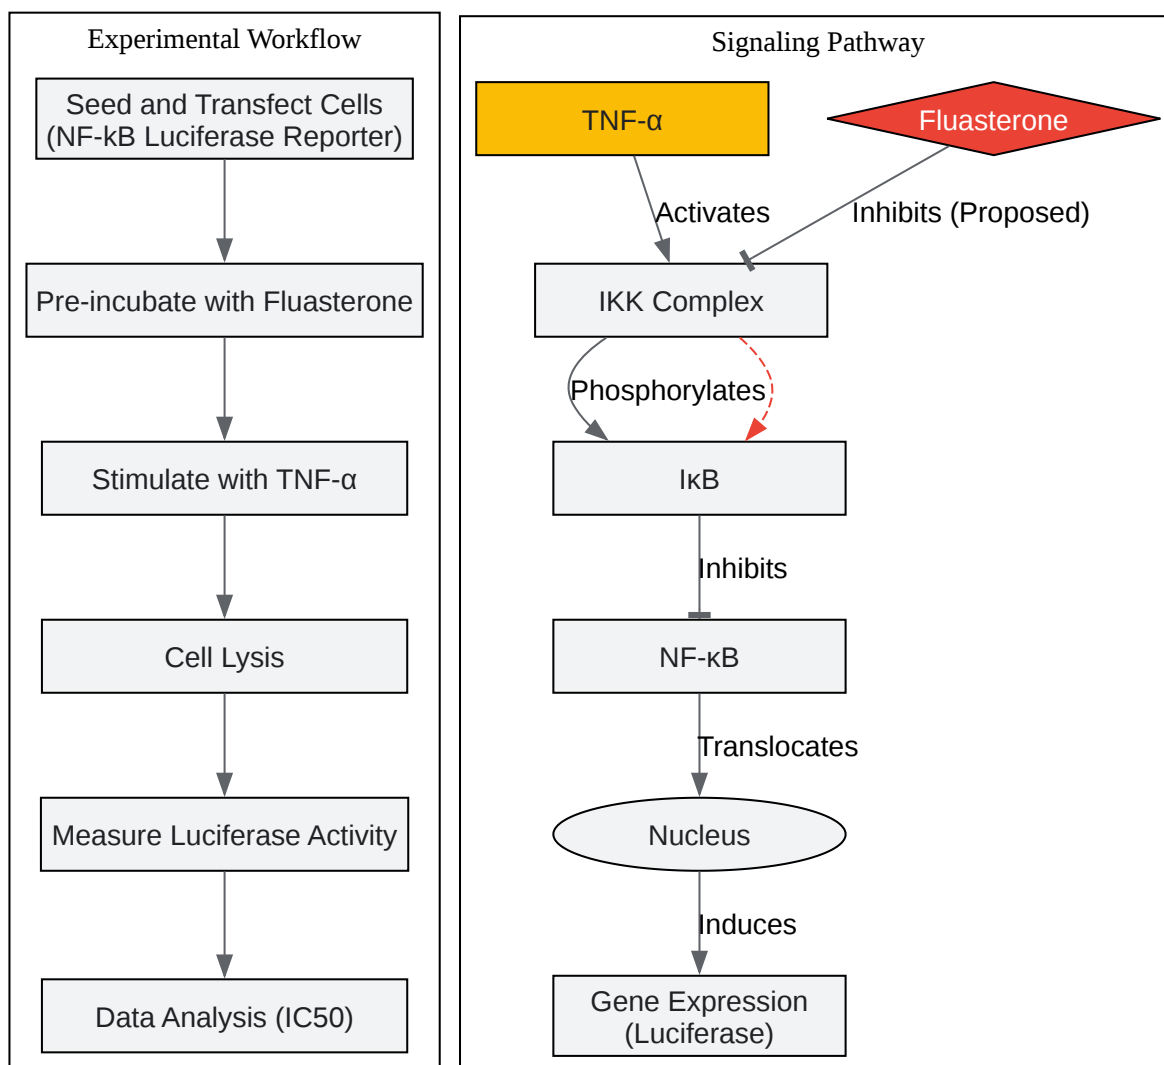 Experimental Workflow
Seed and Transfect Cells
(NF-kB Luciferase Reporter)
Pre-incubate with Fluasterone
Stimulate with TNF-α
Cell Lysis
Measure Luciferase Activity
Data Analysis (IC50)
Signaling Pathway
TNF-α
Fluasterone
Activates
Inhibits (Proposed)
IKK Complex
Phosphorylates
IκB
Inhibits
NF-κB
Translocates
Nucleus
Induces
Gene Expression
(Luciferase)